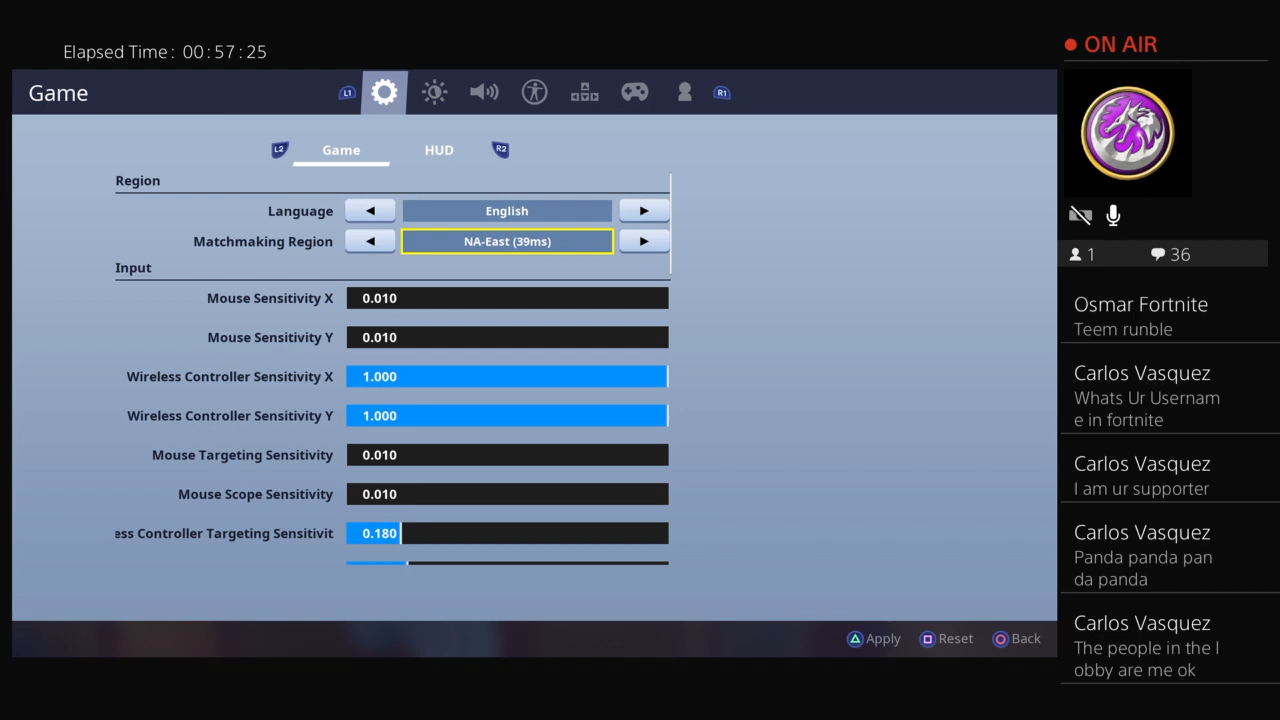 Elapsed Time: 00:57:25
ON AIR
Game
L1
R1
L2
Game
HUD
R2
Region
Language
English
Matchmaking Region
NA-East (39ms)
Input
Mouse Sensitivity X
0.010
Mouse Sensitivity Y
0.010
Wireless Controller Sensitivity X
1.000
Wireless Controller Sensitivity Y
1.000
Mouse Targeting Sensitivity
0.010
Mouse Scope Sensitivity
0.010
ess Controller Targeting Sensitivit
0.180
Apply
Reset
Back
1
36
Osmar Fortnite
Teem runble
Carlos Vasquez
Whats Ur Usernam
e in fortnite
Carlos Vasquez
I am ur supporter
Carlos Vasquez
Panda panda pan
da panda
Carlos Vasquez
The people in the l
obby are me ok